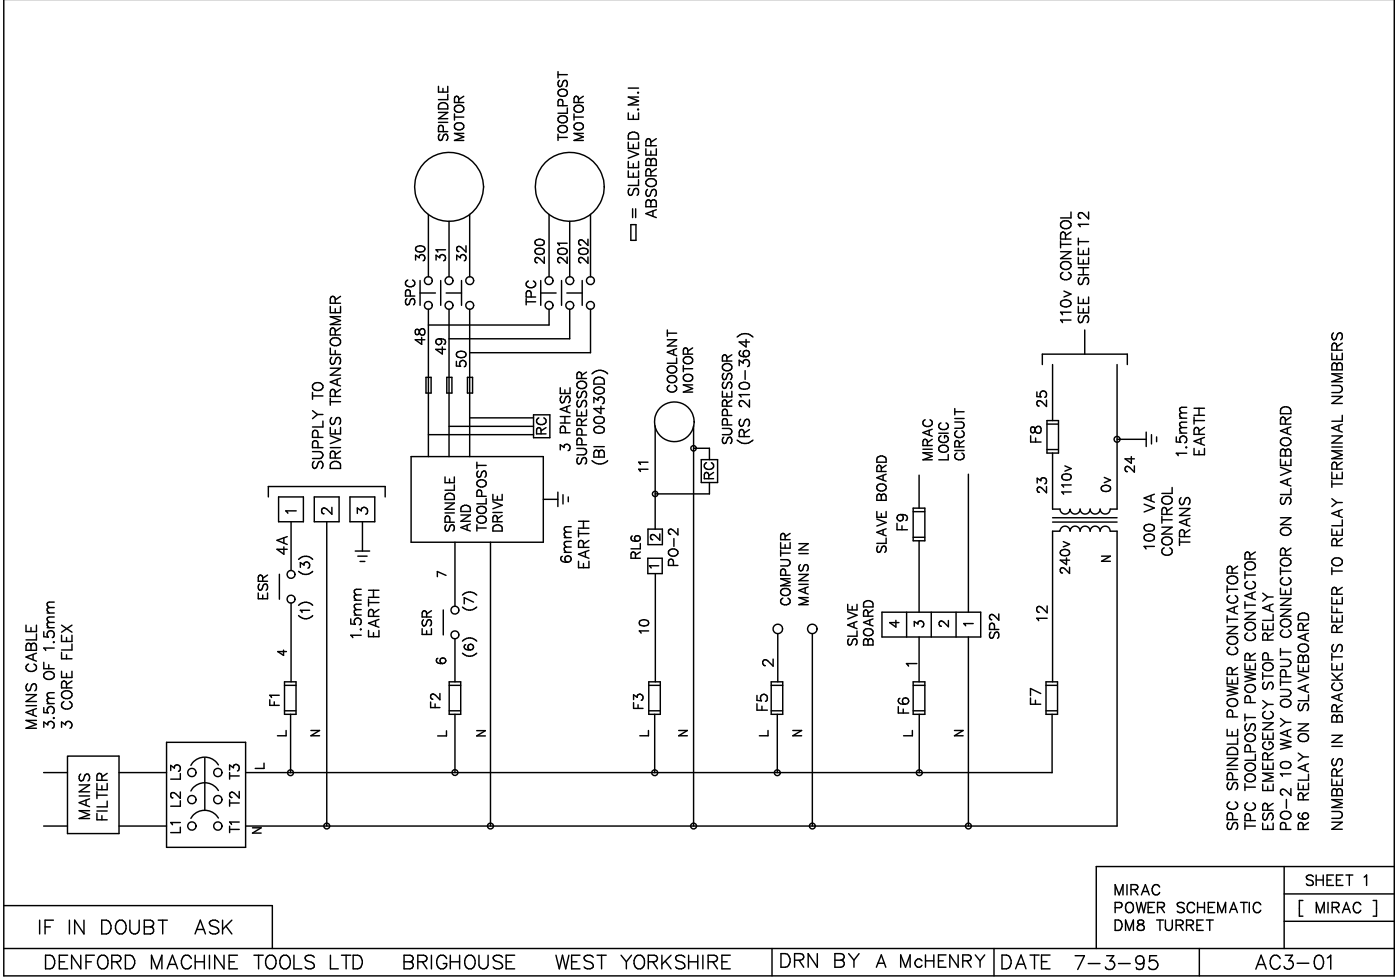 MAINS CABLE
3.5m OF 1.5mm
3 CORE FLEX
MAINS
FILTER
L1 L2 L3
T1 T2 T3
L
N
L
N
F1
4
ESR
(1) (3)
4A
1
2
3
1.5mm
EARTH
SUPPLY TO
DRIVES TRANSFORMER
L
N
F2
6
ESR
(6) (7)
7
SPINDLE
AND
TOOLPOST
DRIVE
6mm
EARTH
RC
3 PHASE
SUPPRESSOR
(BI 00430D)
48
49
50
SPC
30
31
32
SPINDLE
MOTOR
TPC
200
201
202
TOOLPOST
MOTOR
= SLEEVED E.M.I
ABSORBER
L
N
F3
10
RL6
1 2
PO-2
11
RC
COOLANT
MOTOR
SUPPRESSOR
(RS 210-364)
L
N
F5
2
COMPUTER
MAINS IN
L
N
F6
1
SLAVE
BOARD
4
3
2
1
SP2
F9
SLAVE BOARD
MIRAC
LOGIC
CIRCUIT
F7
12
240v
N
110v
0v
100 VA
CONTROL
TRANS
23
F8
25
24
1.5mm
EARTH
110v CONTROL
SEE SHEET 12
SPC SPINDLE POWER CONTACTOR
TPC TOOLPOST POWER CONTACTOR
ESR EMERGENCY STOP RELAY
PO-2 10 WAY OUTPUT CONNECTOR ON SLAVEBOARD
R6 RELAY ON SLAVEBOARD
NUMBERS IN BRACKETS REFER TO RELAY TERMINAL NUMBERS
IF IN DOUBT ASK
MIRAC
POWER SCHEMATIC
DM8 TURRET
SHEET 1
[ MIRAC ]
DENFORD MACHINE TOOLS LTD BRIGHOUSE WEST YORKSHIRE
DRN BY A McHENRY
DATE 7-3-95
AC3-01